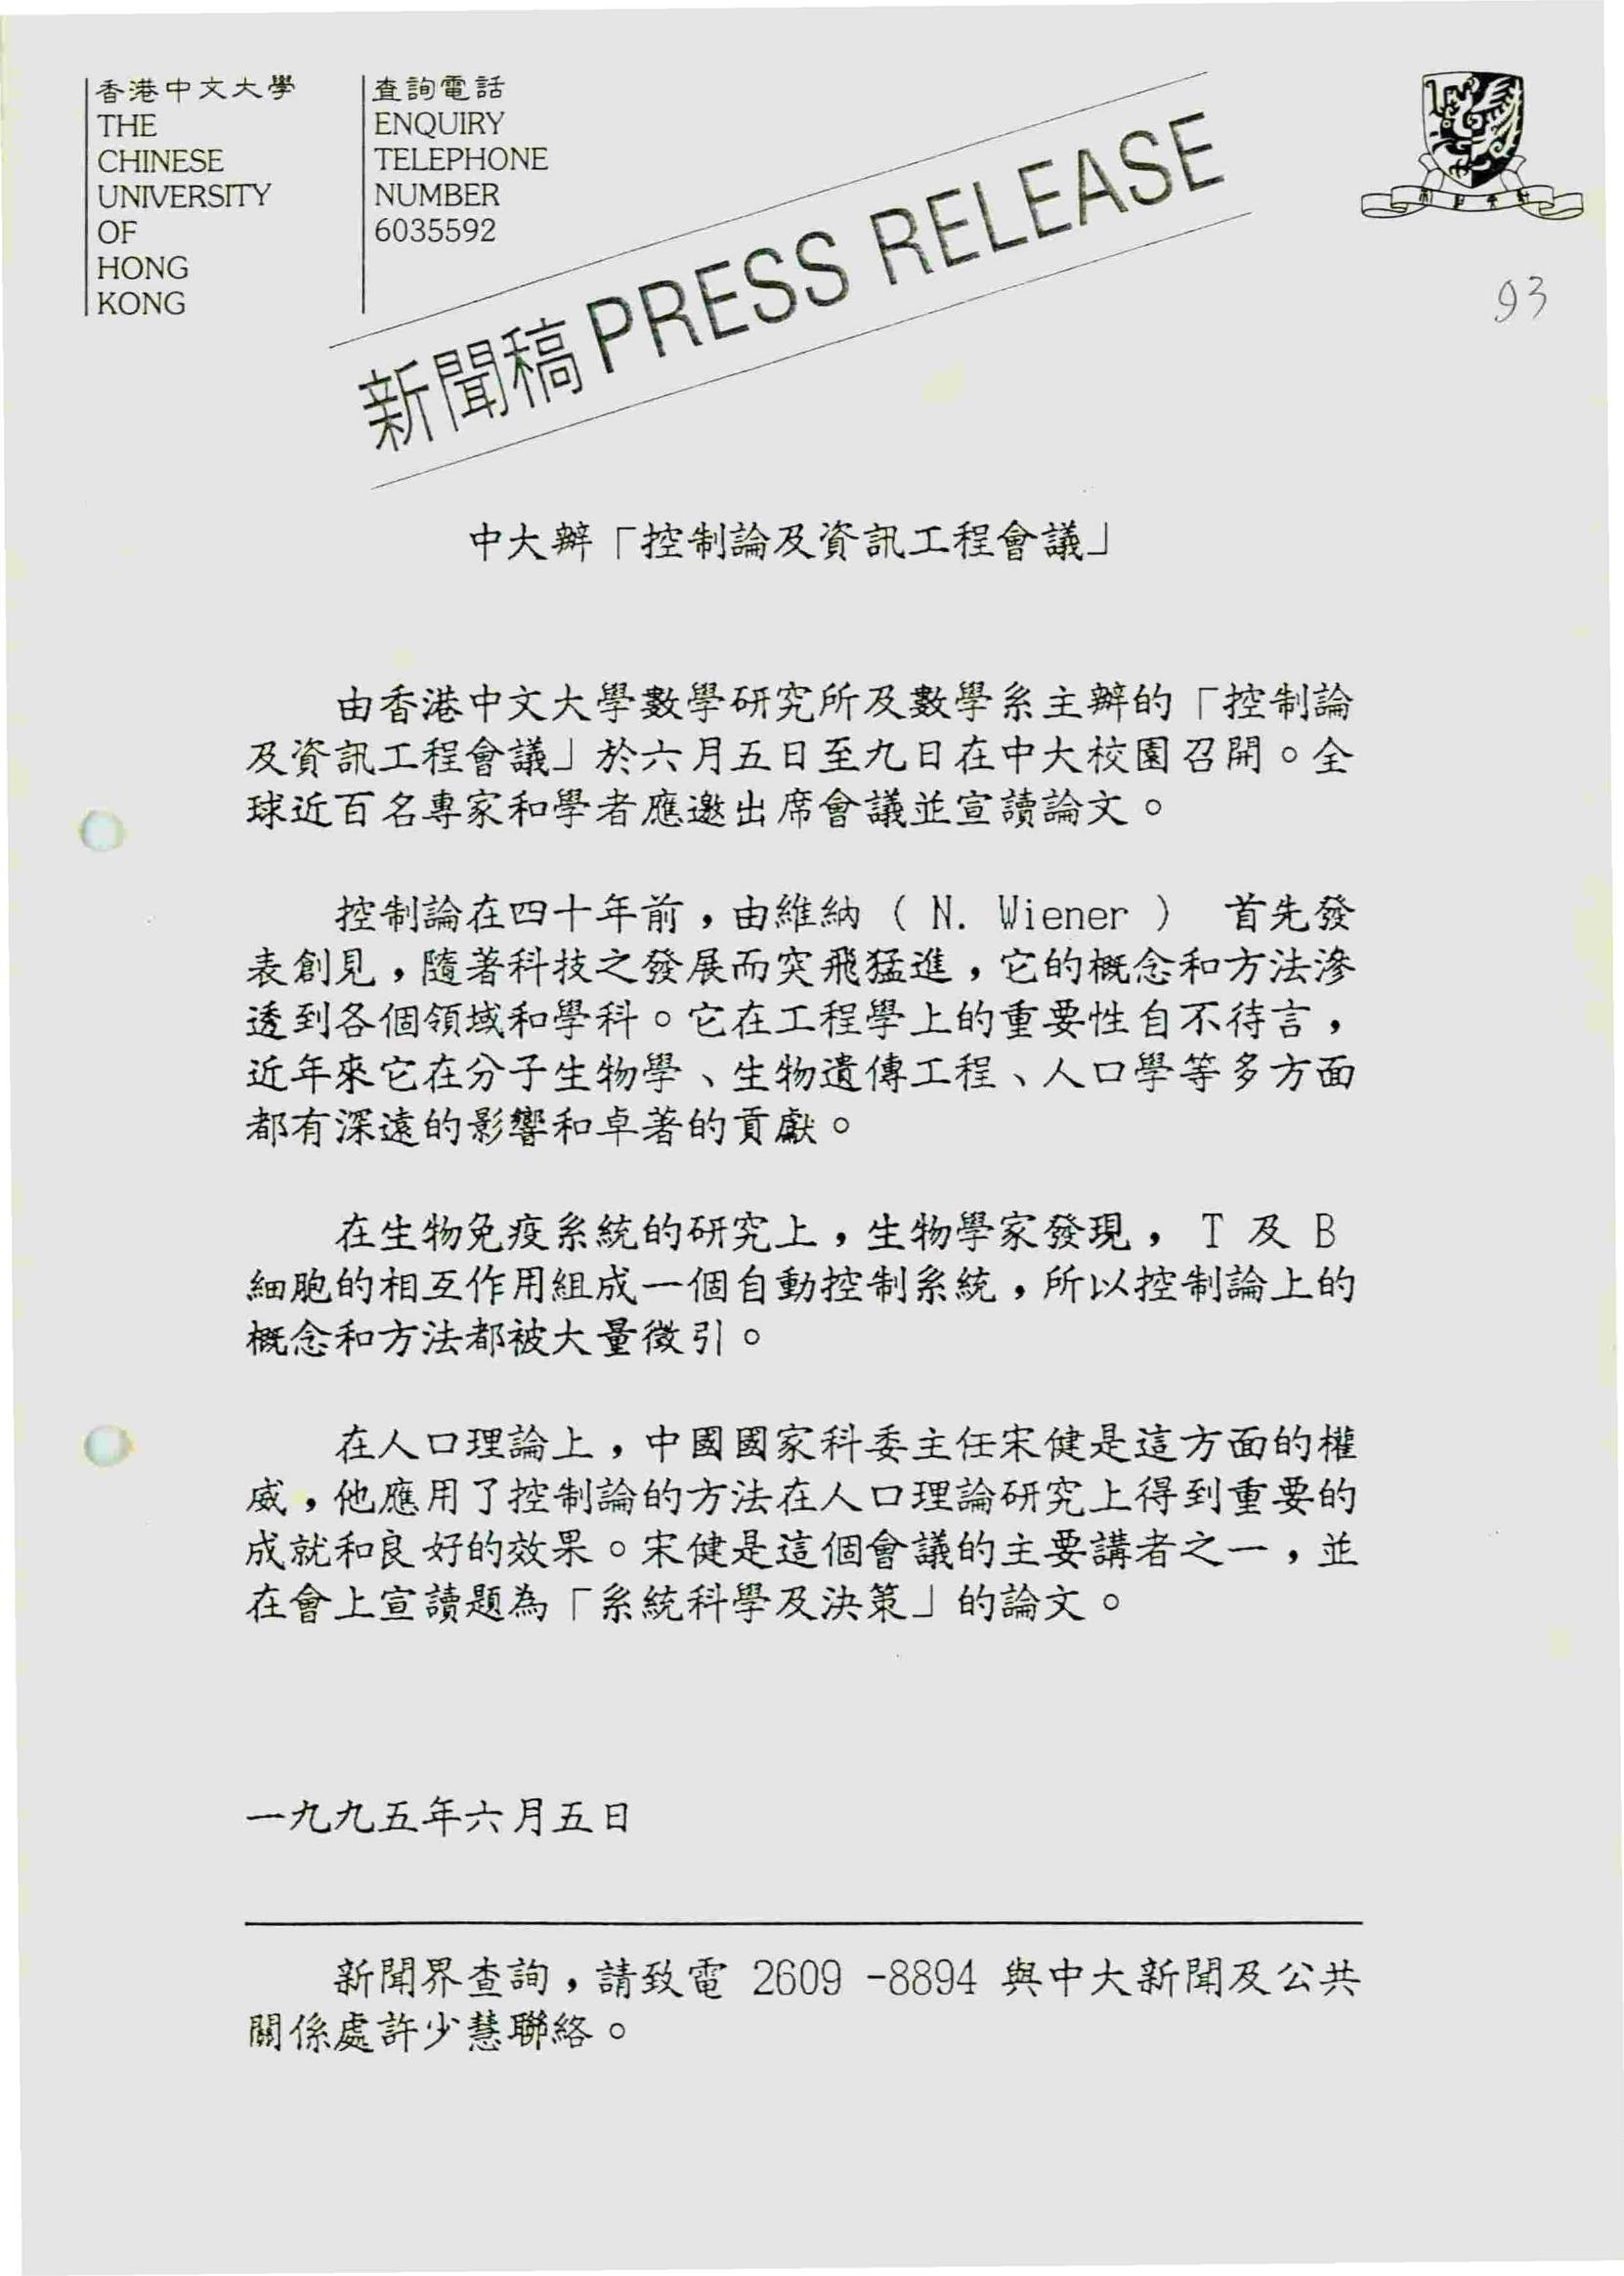 香港中文大學
THE
CHINESE
UNIVERSITY
OF
HONG
KONG
查詢電話
ENQUIRY
TELEPHONE
NUMBER
6035592
新聞稿 PRESS RELEASE
93
中大辦「控制論及資訊工程會議」
由香港中文大學數學研究所及數學系主辦的「控制論
及資訊工程會議」於六月五日至九日在中大校園召開。全
球近百名專家和學者應邀出席會議並宣讀論文。
控制論在四十年前，由維納 ( N. Wiener ) 首先發
表創見，隨著科技之發展而突飛猛進，它的概念和方法滲
透到各個領域和學科。它在工程學上的重要性自不待言，
近年來它在分子生物學、生物遺傳工程、人口學等多方面
都有深遠的影響和卓著的貢獻。
在生物免疫系統的研究上，生物學家發現， T 及 B
細胞的相互作用組成一個自動控制系統，所以控制論上的
概念和方法都被大量徵引。
在人口理論上，中國國家科委主任宋健是這方面的權
威，他應用了控制論的方法在人口理論研究上得到重要的
成就和良好的效果。宋健是這個會議的主要講者之一，並
在會上宣讀題為「系統科學及決策」的論文。
一九九五年六月五日
新聞界查詢，請致電 2609 -8894 與中大新聞及公共
關係處許少慧聯絡。